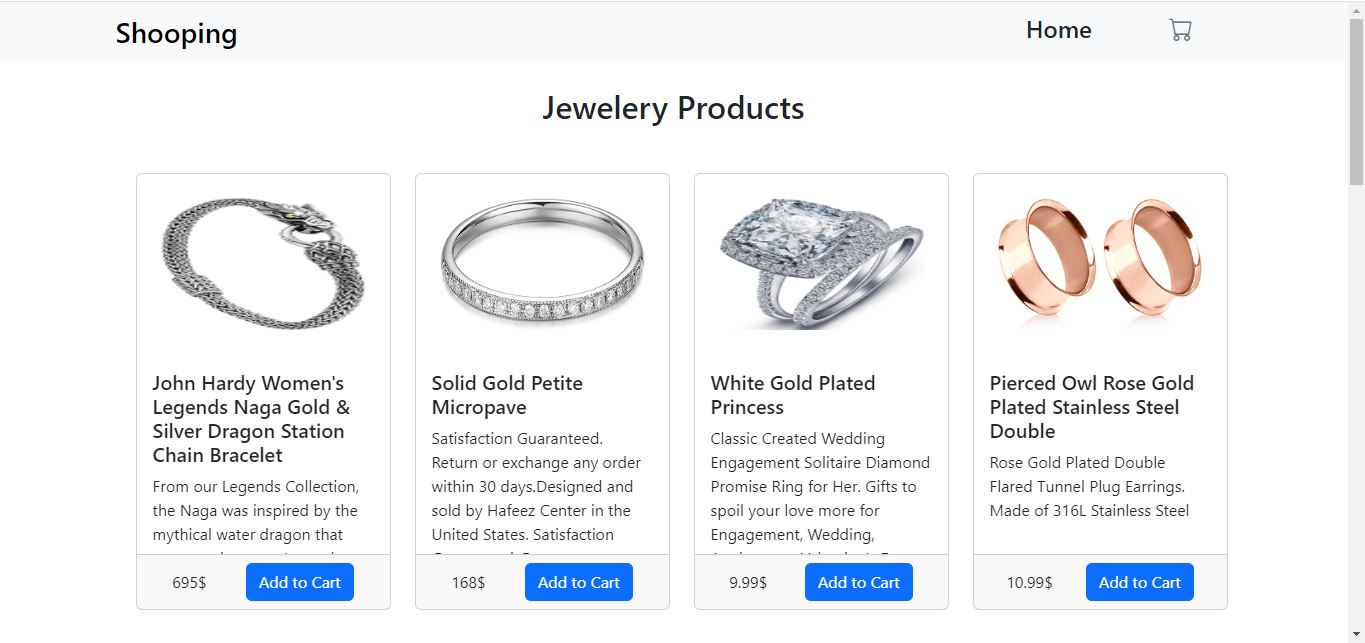 Shooping
Home
Jewelery Products
John Hardy Women's
Legends Naga Gold &
Silver Dragon Station
Chain Bracelet
From our Legends Collection,
the Naga was inspired by the
mythical water dragon that
695$
Add to Cart
Solid Gold Petite
Micropave
Satisfaction Guaranteed.
Return or exchange any order
within 30 days.Designed and
sold by Hafeez Center in the
United States. Satisfaction
168$
Add to Cart
White Gold Plated
Princess
Classic Created Wedding
Engagement Solitaire Diamond
Promise Ring for Her. Gifts to
spoil your love more for
Engagement, Wedding,
9.99$
Add to Cart
Pierced Owl Rose Gold
Plated Stainless Steel
Double
Rose Gold Plated Double
Flared Tunnel Plug Earrings.
Made of 316L Stainless Steel
10.99$
Add to Cart